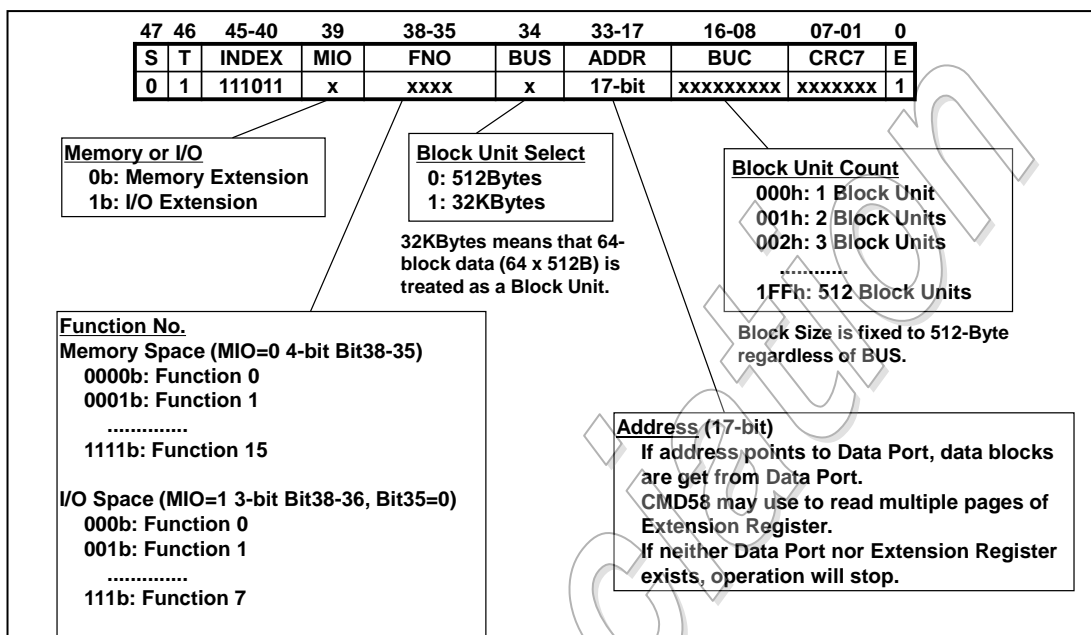 47 46 45-40 39 38-35 34 33-17 16-08 07-01 0
S T INDEX MIO FNO BUS ADDR BUC CRC7 E
0 1 111011 x xxxx x 17-bit xxxxxxxxx xxxxxxx 1
Memory or I/O
0b: Memory Extension
1b: I/O Extension
Block Unit Select
0: 512Bytes
1: 32KBytes
32KBytes means that 64-
block data (64 x 512B) is
treated as a Block Unit.
Block Unit Count
000h: 1 Block Unit
001h: 2 Block Units
002h: 3 Block Units
............
1FFh: 512 Block Units
Block Size is fixed to 512-Byte
regardless of BUS.
Function No.
Memory Space (MIO=0 4-bit Bit38-35)
0000b: Function 0
0001b: Function 1
..............
1111b: Function 15
I/O Space (MIO=1 3-bit Bit38-36, Bit35=0)
000b: Function 0
001b: Function 1
..............
111b: Function 7
Address (17-bit)
If address points to Data Port, data blocks
are get from Data Port.
CMD58 may use to read multiple pages of
Extension Register.
If neither Data Port nor Extension Register
exists, operation will stop.
ciation